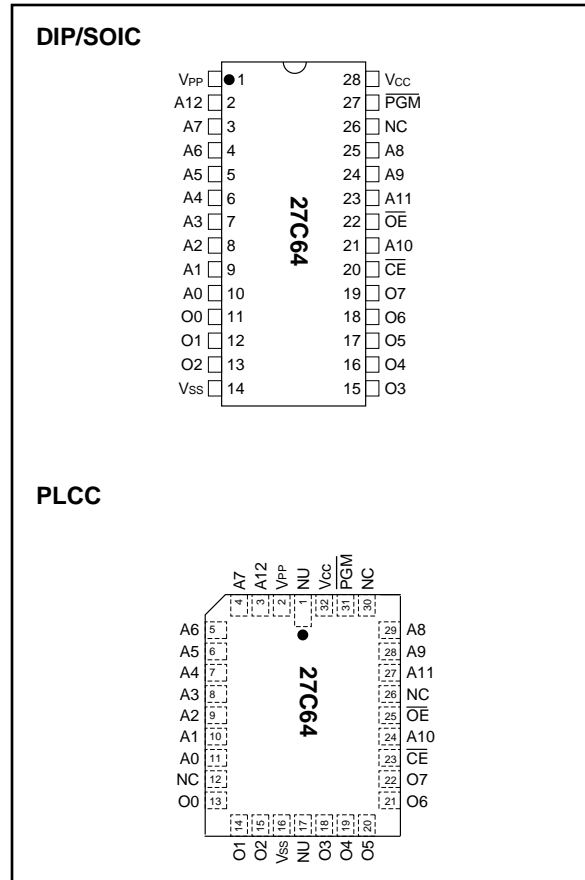 DIP/SOIC
VPP 1 28 VCC
A12 2 27 PGM
A7 3 26 NC
A6 4 25 A8
A5 5 24 A9
A4 6 23 A11
A3 7 22 OE
A2 8 21 A10
A1 9 20 CE
A0 10 19 O7
O0 11 18 O6
O1 12 17 O5
O2 13 16 O4
VSS 14 15 O3
27C64
PLCC
A7 A12 VPP NU Vcc PGM NC
4 3 2 1 32 31 30
A6 5 29 A8
A5 6 28 A9
A4 7 27 A11
A3 8 26 NC
A2 9 25 OE
A1 10 24 A10
A0 11 23 CE
NC 12 22 O7
O0 13 21 O6
27C64
14 15 16 17 18 19 20
O1 O2 VSS NU O3 O4 O5